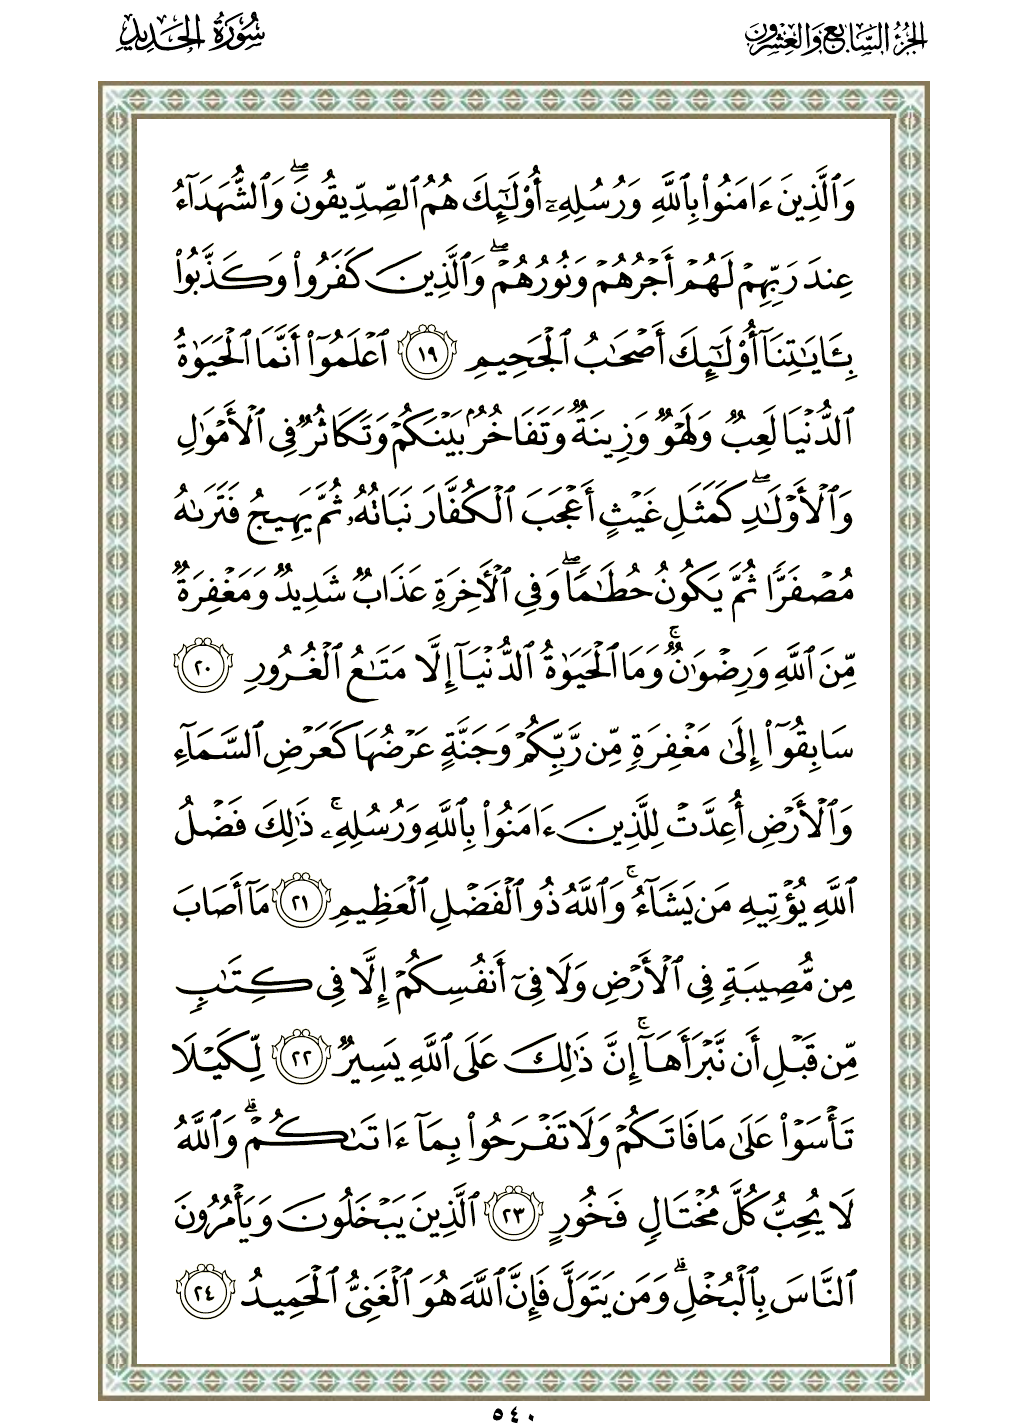 الجزء السابع والعشرون
سورة الحديد
وَٱلَّذِينَ ءَامَنُوا۟ بِٱللَّهِ وَرُسُلِهِۦٓ أُو۟لَٰٓئِكَ هُمُ ٱلصِّدِّيقُونَ ۖ وَٱلشُّهَدَآءُ
عِندَ رَبِّهِمْ لَهُمْ أَجْرُهُمْ وَنُورُهُمْ ۖ وَٱلَّذِينَ كَفَرُوا۟ وَكَذَّبُوا۟
بِـَٔايَٰتِنَآ أُو۟لَٰٓئِكَ أَصْحَٰبُ ٱلْجَحِيمِ ١٩ ٱعْلَمُوٓا۟ أَنَّمَا ٱلْحَيَوٰةُ
ٱلدُّنْيَا لَعِبٌ وَلَهْوٌ وَزِينَةٌ وَتَفَاخُرٌۢ بَيْنَكُمْ وَتَكَاثُرٌ فِى ٱلْأَمْوَٰلِ
وَٱلْأَوْلَٰدِ ۖ كَمَثَلِ غَيْثٍ أَعْجَبَ ٱلْكُفَّارَ نَبَاتُهُۥ ثُمَّ يَهِيجُ فَتَرَىٰهُ
مُصْفَرًّا ثُمَّ يَكُونُ حُطَٰمًا ۖ وَفِى ٱلْـَٔاخِرَةِ عَذَابٌ شَدِيدٌ وَمَغْفِرَةٌ
مِّنَ ٱللَّهِ وَرِضْوَٰنٌ ۚ وَمَا ٱلْحَيَوٰةُ ٱلدُّنْيَآ إِلَّا مَتَٰعُ ٱلْغُرُورِ ٢٠
سَابِقُوٓا۟ إِلَىٰ مَغْفِرَةٍ مِّن رَّبِّكُمْ وَجَنَّةٍ عَرْضُهَا كَعَرْضِ ٱلسَّمَآءِ
وَٱلْأَرْضِ أُعِدَّتْ لِلَّذِينَ ءَامَنُوا۟ بِٱللَّهِ وَرُسُلِهِۦ ۚ ذَٰلِكَ فَضْلُ
ٱللَّهِ يُؤْتِيهِ مَن يَشَآءُ ۚ وَٱللَّهُ ذُو ٱلْفَضْلِ ٱلْعَظِيمِ ٢١ مَآ أَصَابَ
مِن مُّصِيبَةٍ فِى ٱلْأَرْضِ وَلَا فِىٓ أَنفُسِكُمْ إِلَّا فِى كِتَٰبٍ
مِّن قَبْلِ أَن نَّبْرَأَهَآ ۚ إِنَّ ذَٰلِكَ عَلَى ٱللَّهِ يَسِيرٌ ٢٢ لِّكَيْلَا
تَأْسَوْا۟ عَلَىٰ مَا فَاتَكُمْ وَلَا تَفْرَحُوا۟ بِمَآ ءَاتَىٰكُمْ ۗ وَٱللَّهُ
لَا يُحِبُّ كُلَّ مُخْتَالٍ فَخُورٍ ٢٣ ٱلَّذِينَ يَبْخَلُونَ وَيَأْمُرُونَ
ٱلنَّاسَ بِٱلْبُخْلِ ۗ وَمَن يَتَوَلَّ فَإِنَّ ٱللَّهَ هُوَ ٱلْغَنِىُّ ٱلْحَمِيدُ ٢٤
٥٤٠